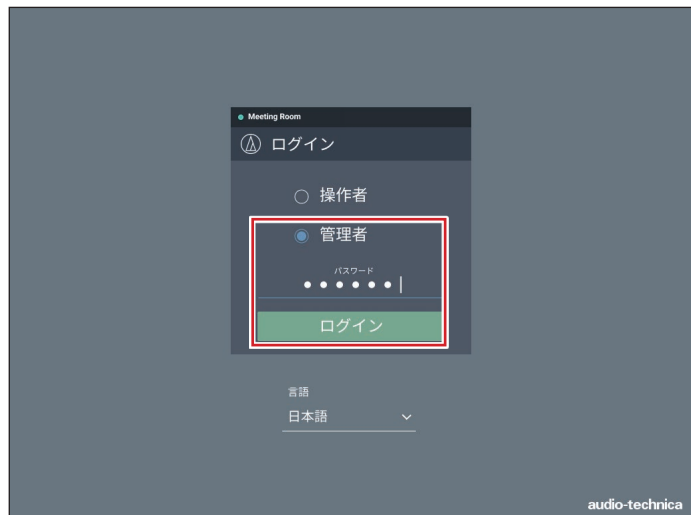 Meeting Room
ログイン
操作者
管理者
パスワード
ログイン
言語
日本語
audio-technica